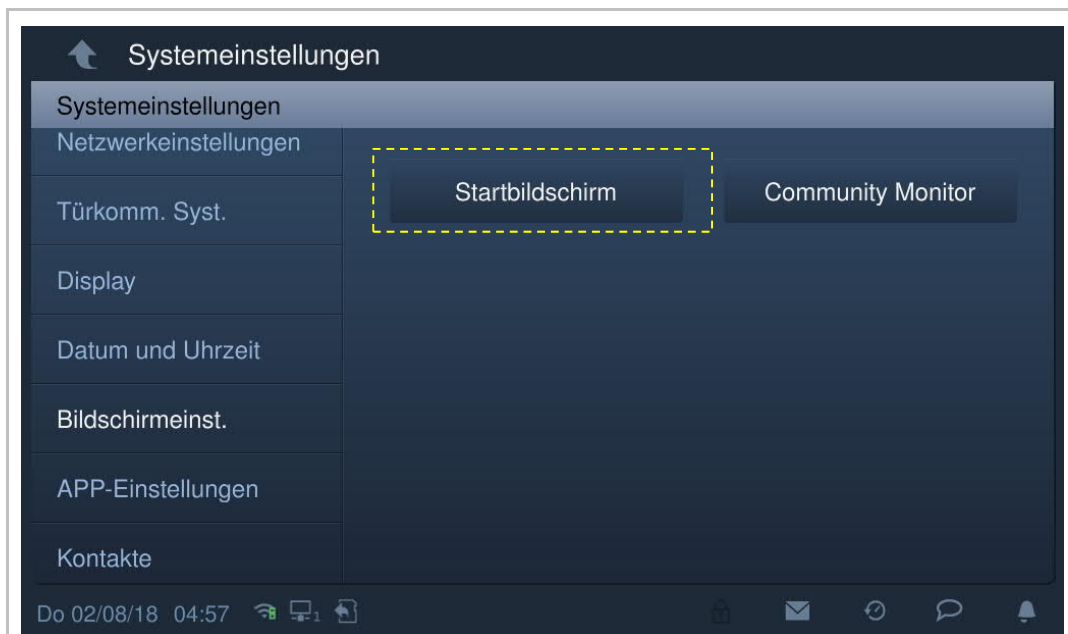 Systemeinstellungen
Systemeinstellungen
Netzwerkeinstellungen
Türkomm. Syst.
Display
Datum und Uhrzeit
Bildschirmeinst.
APP-Einstellungen
Kontakte
Startbildschirm
Community Monitor
Do 02/08/18 04:57 1